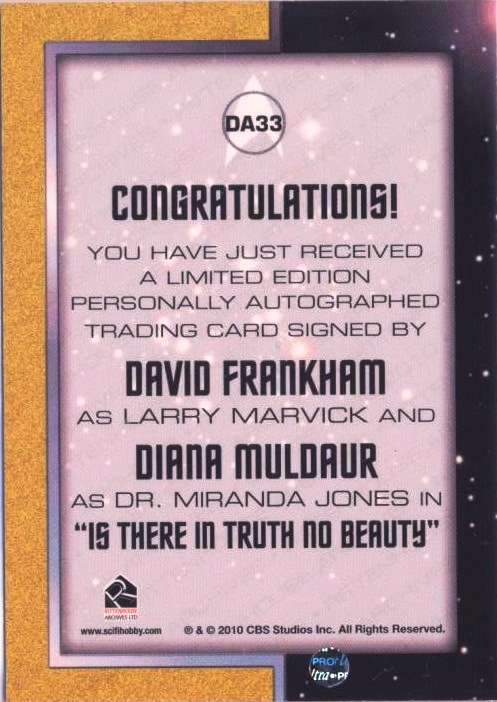 DA33
CONGRATULATIONS!
YOU HAVE JUST RECEIVED
A LIMITED EDITION
PERSONALLY AUTOGRAPHED
TRADING CARD SIGNED BY
DAVID FRANKHAM
AS LARRY MARVICK AND
DIANA MULDAUR
AS DR. MIRANDA JONES IN
"IS THERE IN TRUTH NO BEAUTY"
RITTENHOUSE
ARCHIVES LTD
www.scifihobby.com ® & © 2010 CBS Studios Inc. All Rights Reserved.